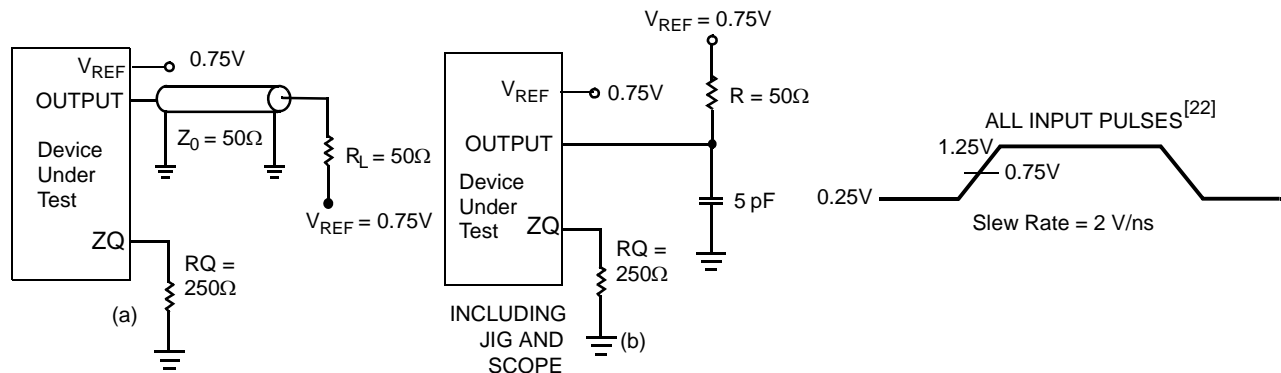 V_REF 0.75V
OUTPUT
Z_0 = 50Ω
Device
Under
Test
R_L = 50Ω
V_REF = 0.75V
ZQ
RQ =
250Ω
(a)
V_REF = 0.75V
V_REF 0.75V
R = 50Ω
OUTPUT
Device
Under
Test
5 pF
ZQ
RQ =
250Ω
INCLUDING
JIG AND
SCOPE
(b)
ALL INPUT PULSES[22]
1.25V
0.75V
0.25V
Slew Rate = 2 V/ns